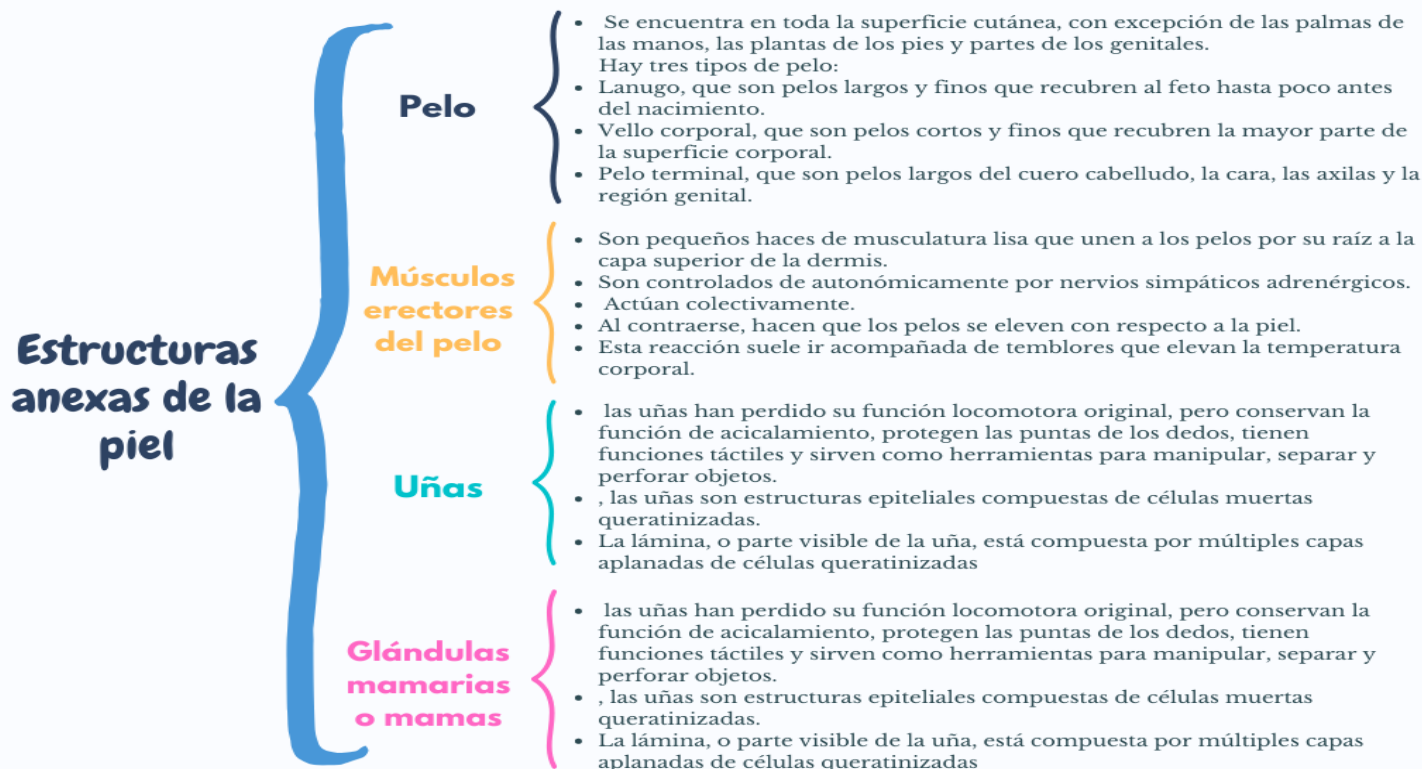 Estructuras
anexas de la
piel
Pelo
• Se encuentra en toda la superficie cutánea, con excepción de las palmas de
las manos, las plantas de los pies y partes de los genitales.
Hay tres tipos de pelo:
• Lanugo, que son pelos largos y finos que recubren al feto hasta poco antes
del nacimiento.
• Vello corporal, que son pelos cortos y finos que recubren la mayor parte de
la superficie corporal.
• Pelo terminal, que son pelos largos del cuero cabelludo, la cara, las axilas y la
región genital.
Músculos
erectores
del pelo
• Son pequeños haces de musculatura lisa que unen a los pelos por su raíz a la
capa superior de la dermis.
• Son controlados de autonómicamente por nervios simpáticos adrenérgicos.
• Actúan colectivamente.
• Al contraerse, hacen que los pelos se eleven con respecto a la piel.
• Esta reacción suele ir acompañada de temblores que elevan la temperatura
corporal.
Uñas
• las uñas han perdido su función locomotora original, pero conservan la
función de acicalamiento, protegen las puntas de los dedos, tienen
funciones táctiles y sirven como herramientas para manipular, separar y
perforar objetos.
• , las uñas son estructuras epiteliales compuestas de células muertas
queratinizadas.
• La lámina, o parte visible de la uña, está compuesta por múltiples capas
aplanadas de células queratinizadas
Glándulas
mamarias
o mamas
• las uñas han perdido su función locomotora original, pero conservan la
función de acicalamiento, protegen las puntas de los dedos, tienen
funciones táctiles y sirven como herramientas para manipular, separar y
perforar objetos.
• , las uñas son estructuras epiteliales compuestas de células muertas
queratinizadas.
• La lámina, o parte visible de la uña, está compuesta por múltiples capas
aplanadas de células queratinizadas